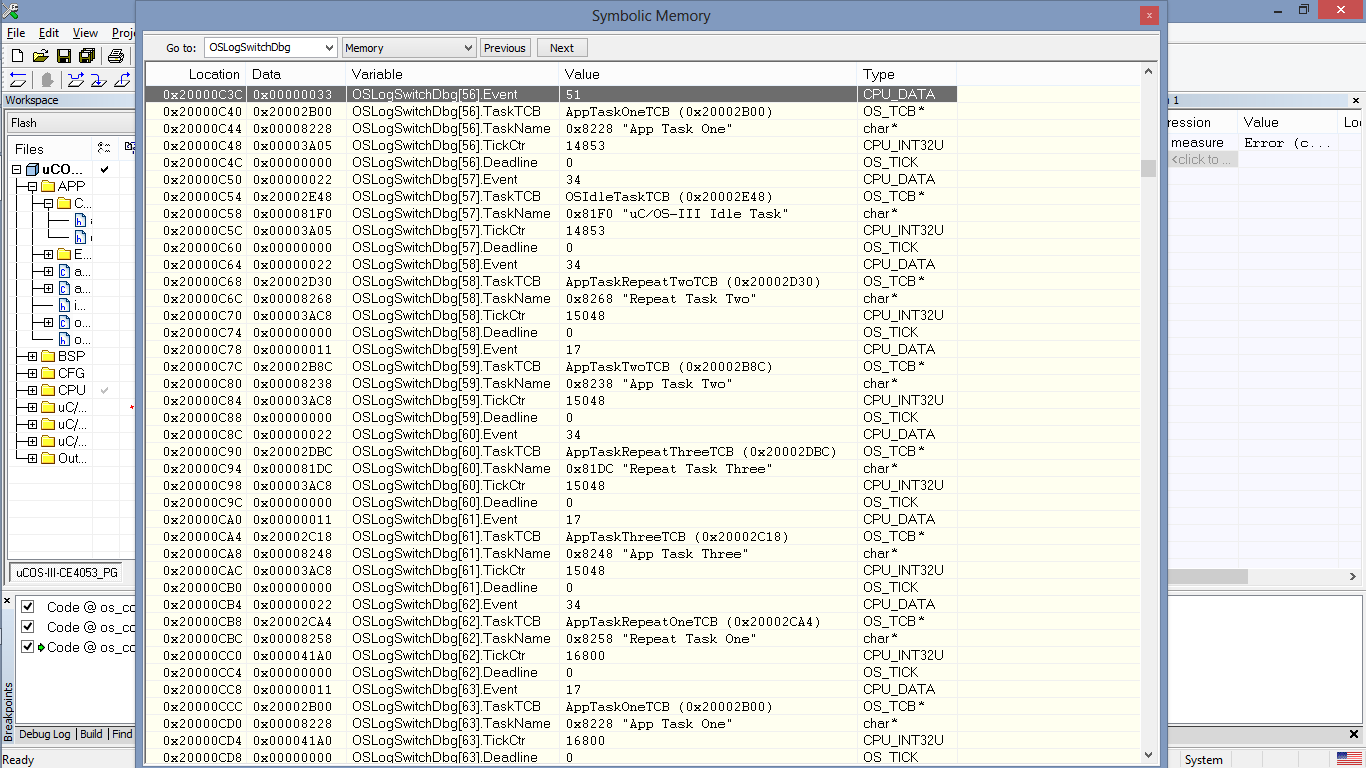 Symbolic Memory
File Edit View Proj
Go to: OSLogSwitchDbg Memory Previous Next
Workspace
Flash
Files
uCO...
APP
C...
E...
a...
a...
i...
o...
o...
BSP
CFG
CPU
uC/...
uC/...
uC/...
Out...
uCOS-III-CE4053_PG
Location Data Variable Value Type
0x20000C3C 0x00000033 OSLogSwitchDbg[56].Event 51 CPU_DATA
0x20000C40 0x20002B00 OSLogSwitchDbg[56].TaskTCB AppTaskOneTCB (0x20002B00) OS_TCB*
0x20000C44 0x00008228 OSLogSwitchDbg[56].TaskName 0x8228 "App Task One" char*
0x20000C48 0x00003A05 OSLogSwitchDbg[56].TickCtr 14853 CPU_INT32U
0x20000C4C 0x00000000 OSLogSwitchDbg[56].Deadline 0 OS_TICK
0x20000C50 0x00000022 OSLogSwitchDbg[57].Event 34 CPU_DATA
0x20000C54 0x20002E48 OSLogSwitchDbg[57].TaskTCB OSIdleTaskTCB (0x20002E48) OS_TCB*
0x20000C58 0x000081F0 OSLogSwitchDbg[57].TaskName 0x81F0 "uC/OS-III Idle Task" char*
0x20000C5C 0x00003A05 OSLogSwitchDbg[57].TickCtr 14853 CPU_INT32U
0x20000C60 0x00000000 OSLogSwitchDbg[57].Deadline 0 OS_TICK
0x20000C64 0x00000022 OSLogSwitchDbg[58].Event 34 CPU_DATA
0x20000C68 0x20002D30 OSLogSwitchDbg[58].TaskTCB AppTaskRepeatTwoTCB (0x20002D30) OS_TCB*
0x20000C6C 0x00008268 OSLogSwitchDbg[58].TaskName 0x8268 "Repeat Task Two" char*
0x20000C70 0x00003AC8 OSLogSwitchDbg[58].TickCtr 15048 CPU_INT32U
0x20000C74 0x00000000 OSLogSwitchDbg[58].Deadline 0 OS_TICK
0x20000C78 0x00000011 OSLogSwitchDbg[59].Event 17 CPU_DATA
0x20000C7C 0x20002B8C OSLogSwitchDbg[59].TaskTCB AppTaskTwoTCB (0x20002B8C) OS_TCB*
0x20000C80 0x00008238 OSLogSwitchDbg[59].TaskName 0x8238 "App Task Two" char*
0x20000C84 0x00003AC8 OSLogSwitchDbg[59].TickCtr 15048 CPU_INT32U
0x20000C88 0x00000000 OSLogSwitchDbg[59].Deadline 0 OS_TICK
0x20000C8C 0x00000022 OSLogSwitchDbg[60].Event 34 CPU_DATA
0x20000C90 0x20002DBC OSLogSwitchDbg[60].TaskTCB AppTaskRepeatThreeTCB (0x20002DBC) OS_TCB*
0x20000C94 0x000081DC OSLogSwitchDbg[60].TaskName 0x81DC "Repeat Task Three" char*
0x20000C98 0x00003AC8 OSLogSwitchDbg[60].TickCtr 15048 CPU_INT32U
0x20000C9C 0x00000000 OSLogSwitchDbg[60].Deadline 0 OS_TICK
0x20000CA0 0x00000011 OSLogSwitchDbg[61].Event 17 CPU_DATA
0x20000CA4 0x20002C18 OSLogSwitchDbg[61].TaskTCB AppTaskThreeTCB (0x20002C18) OS_TCB*
0x20000CA8 0x00008248 OSLogSwitchDbg[61].TaskName 0x8248 "App Task Three" char*
0x20000CAC 0x00003AC8 OSLogSwitchDbg[61].TickCtr 15048 CPU_INT32U
0x20000CB0 0x00000000 OSLogSwitchDbg[61].Deadline 0 OS_TICK
0x20000CB4 0x00000022 OSLogSwitchDbg[62].Event 34 CPU_DATA
0x20000CB8 0x20002CA4 OSLogSwitchDbg[62].TaskTCB AppTaskRepeatOneTCB (0x20002CA4) OS_TCB*
0x20000CBC 0x00008258 OSLogSwitchDbg[62].TaskName 0x8258 "Repeat Task One" char*
0x20000CC0 0x000041A0 OSLogSwitchDbg[62].TickCtr 16800 CPU_INT32U
0x20000CC4 0x00000000 OSLogSwitchDbg[62].Deadline 0 OS_TICK
0x20000CC8 0x00000011 OSLogSwitchDbg[63].Event 17 CPU_DATA
0x20000CCC 0x20002B00 OSLogSwitchDbg[63].TaskTCB AppTaskOneTCB (0x20002B00) OS_TCB*
0x20000CD0 0x00008228 OSLogSwitchDbg[63].TaskName 0x8228 "App Task One" char*
0x20000CD4 0x000041A0 OSLogSwitchDbg[63].TickCtr 16800 CPU_INT32U
0x20000CD8 0x00000000 OSLogSwitchDbg[63].Deadline 0 OS_TICK
1
ression Value Loc
measure Error (c...
<click to ...
Code @ os_co
Code @ os_co
Code @ os_co
Breakpoints
Debug Log Build Find
Ready
System